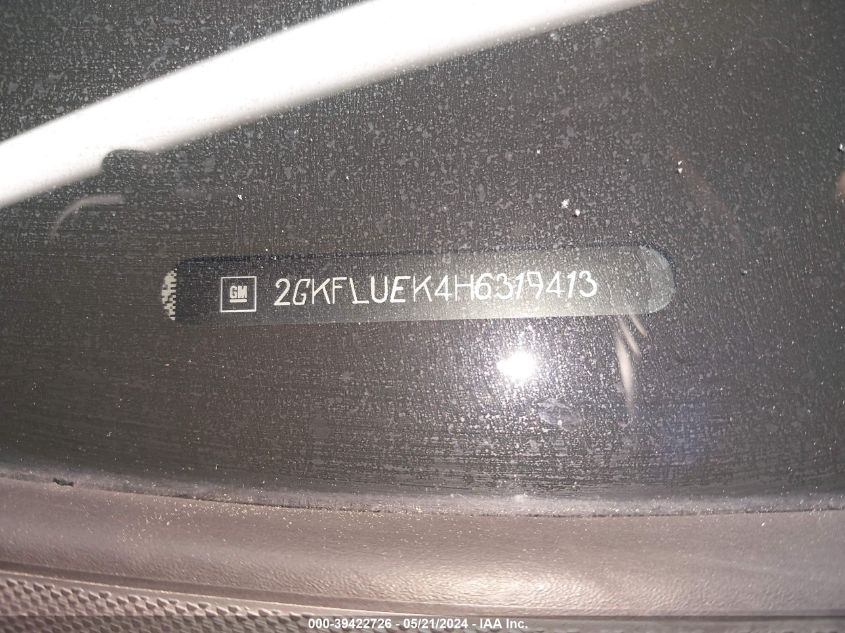 GM 2GKFLUEK4H6319413
000-39422726 - 05/21/2024 - IAA Inc.